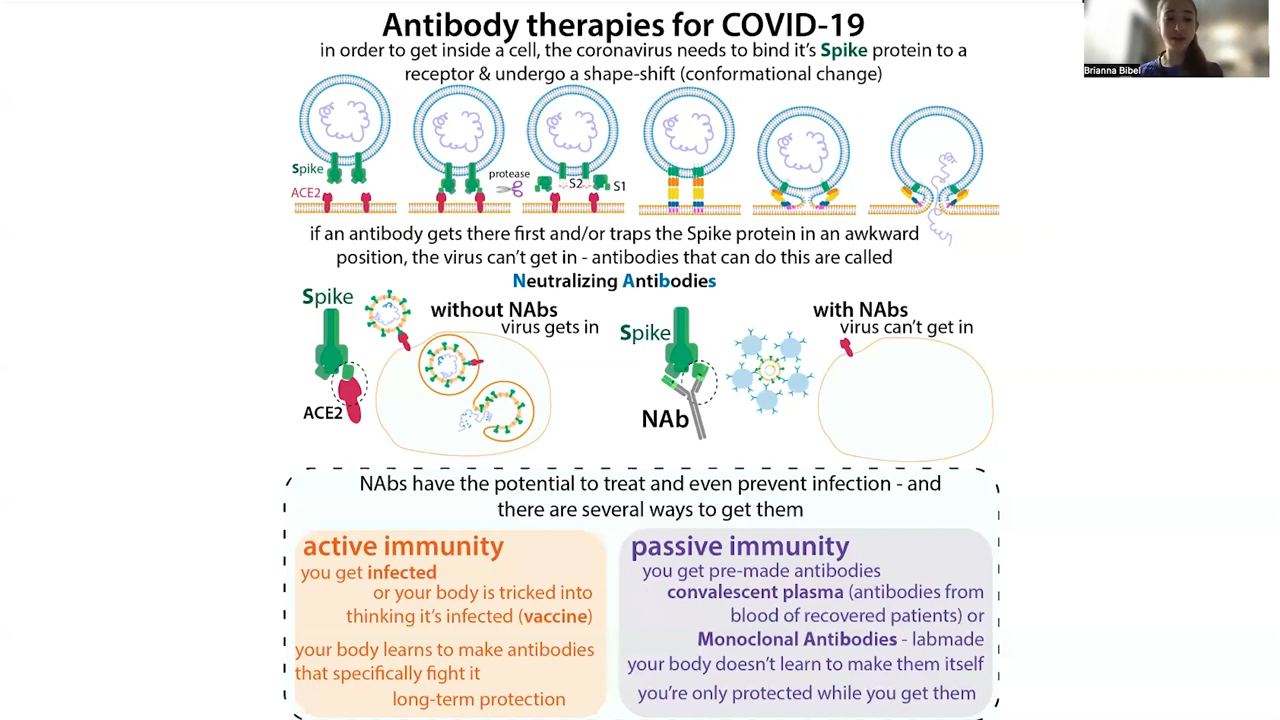 Antibody therapies for COVID-19
in order to get inside a cell, the coronavirus needs to bind it's Spike protein to a
receptor & undergo a shape-shift (conformational change)
Brianna Bibel
Spike
ACE2
protease
S2
S1
if an antibody gets there first and/or traps the Spike protein in an awkward
position, the virus can't get in - antibodies that can do this are called
Neutralizing Antibodies
Spike
without NAbs
virus gets in
ACE2
Spike
with NAbs
virus can't get in
NAb
NAbs have the potential to treat and even prevent infection - and
there are several ways to get them
active immunity
you get infected
or your body is tricked into
thinking it's infected (vaccine)
your body learns to make antibodies
that specifically fight it
long-term protection
passive immunity
you get pre-made antibodies
convalescent plasma (antibodies from
blood of recovered patients) or
Monoclonal Antibodies - labmade
your body doesn't learn to make them itself
you're only protected while you get them